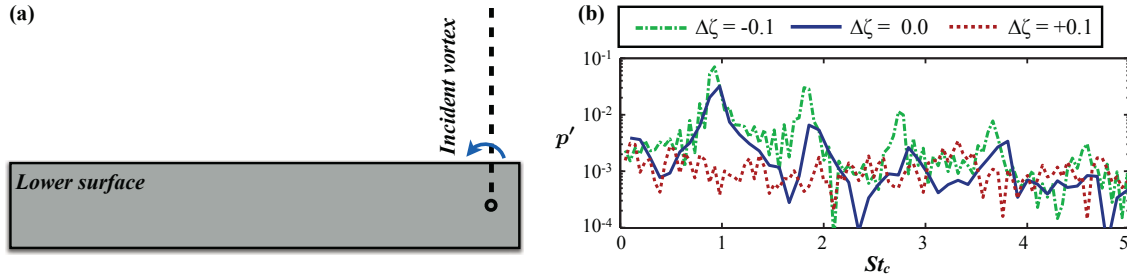 (a)
Incident vortex
Lower surface
(b)
Δζ = -0.1 Δζ = 0.0 Δζ = +0.1
10-1
10-2
10-3
10-4
p′
0 1 2 3 4 5
Stc